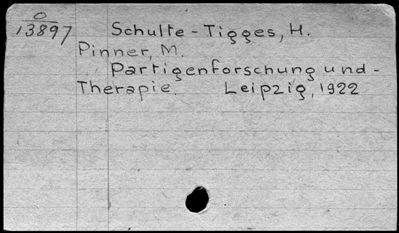 O
13897
Schulte-Tigges, H.
Pinner, M.
Partigenforschung und-
Therapie. Leipzig, 1922